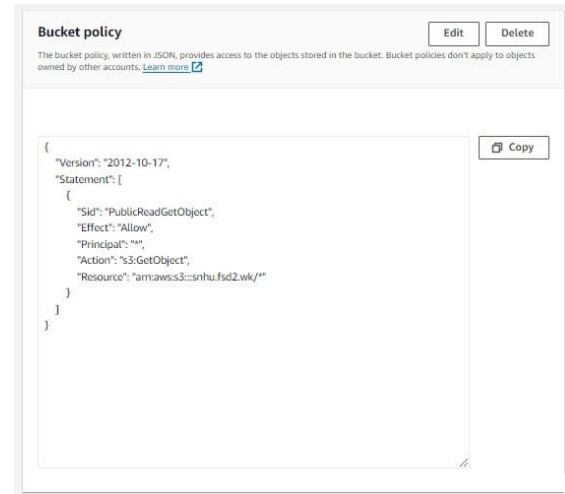 Bucket policy
Edit
Delete
The bucket policy, written in JSON, provides access to the objects stored in the bucket. Bucket policies don't apply to objects
owned by other accounts. Learn more
Copy
{
"Version": "2012-10-17",
"Statement": [
{
"Sid": "PublicReadGetObject",
"Effect": "Allow",
"Principal": "*",
"Action": "s3:GetObject",
"Resource": "arn:aws:s3:::snhu.fsd2.wk/*"
}
]
}